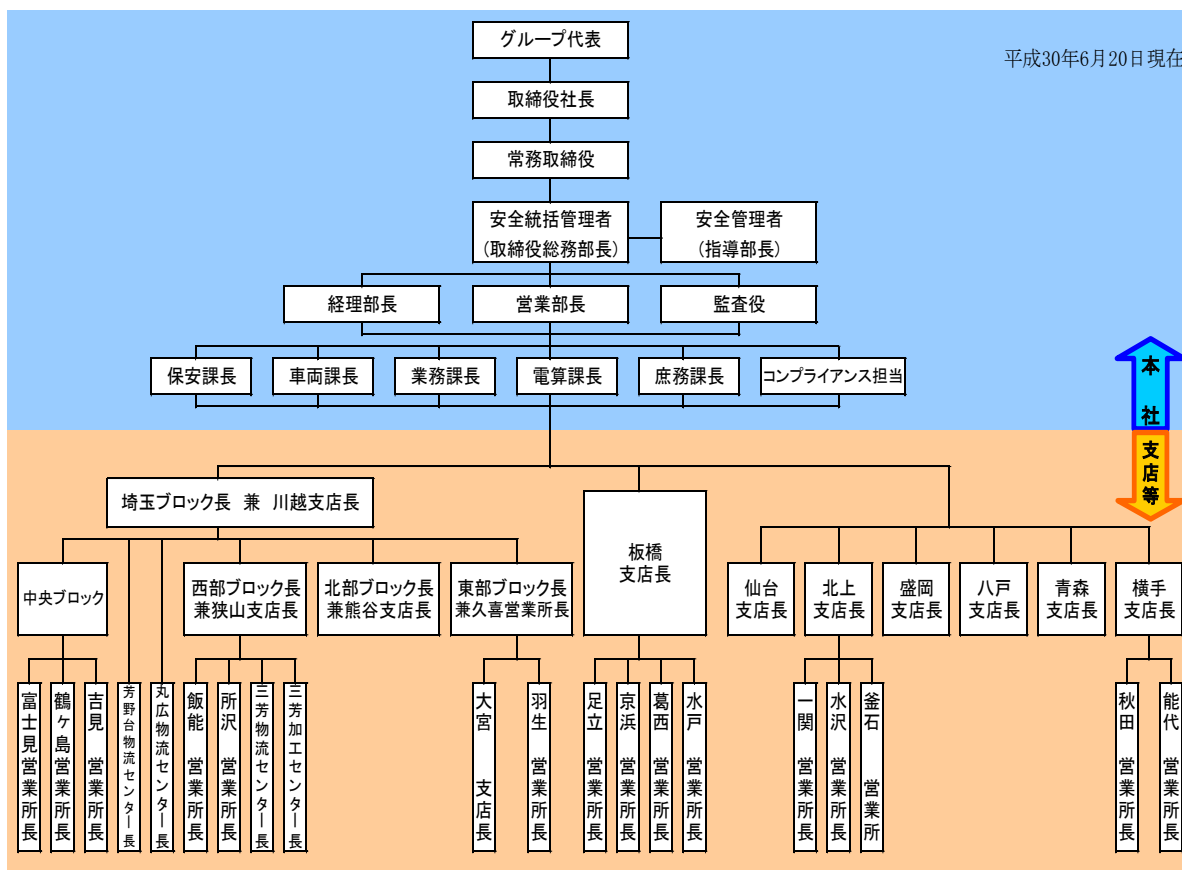 グループ代表
平成30年6月20日現在
取締役社長
常務取締役
安全統括管理者
(取締役総務部長)
安全管理者
(指導部長)
経理部長
営業部長
監査役
保安課長
車両課長
業務課長
電算課長
庶務課長
コンプライアンス担当
本社
支店等
埼玉ブロック長 兼 川越支店長
板橋
支店長
中央ブロック
西部ブロック長
兼狭山支店長
北部ブロック長
兼熊谷支店長
東部ブロック長
兼久喜営業所長
仙台
支店長
北上
支店長
盛岡
支店長
八戸
支店長
青森
支店長
横手
支店長
富士見営業所長
鶴ヶ島営業所長
吉見 営業所長
芳野台物流センター長
丸広物流センター長
飯能 営業所長
所沢 営業所長
三芳物流センター長
三芳加工センター長
大宮 支店長
羽生 営業所長
足立 営業所長
京浜 営業所長
葛西 営業所長
水戸 営業所長
一関 営業所長
水沢 営業所長
釜石 営業所
秋田 営業所長
能代 営業所長